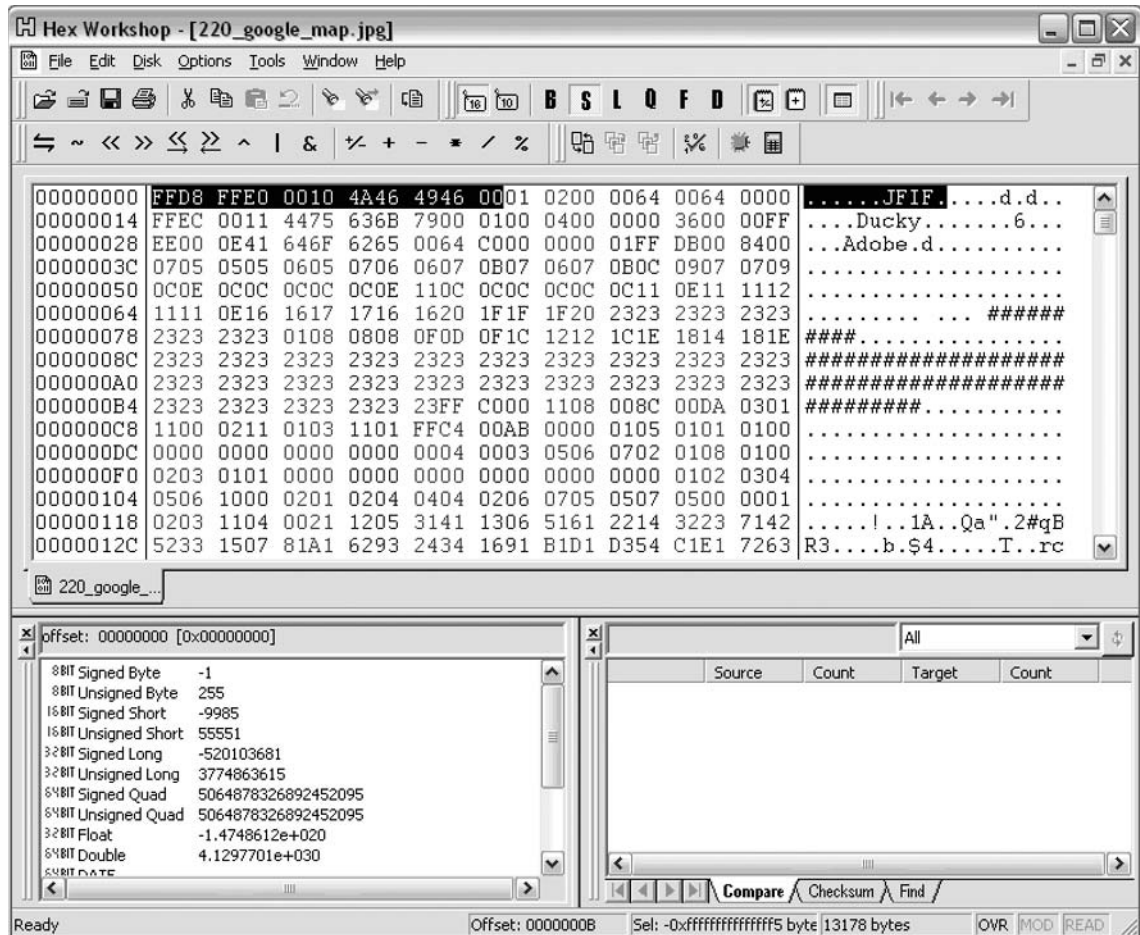 Hex Workshop - [220_google_map.jpg]
File Edit Disk Options Tools Window Help
16 10 B S L Q F D
~ << >> ^ | & +/- + - * / %
00000000 FFD8 FFE0 0010 4A46 4946 0001 0200 0064 0064 0000 ......JFIF.....d.d..
00000014 FFEC 0011 4475 636B 7900 0100 0400 0000 3600 00FF ....Ducky.......6...
00000028 EE00 0E41 646F 6265 0064 C000 0000 01FF DB00 8400 ...Adobe.d..........
0000003C 0705 0505 0605 0706 0607 0B07 0607 0B0C 0907 0709 ....................
00000050 0C0E 0C0C 0C0C 0C0E 110C 0C0C 0C0C 0C11 0E11 1112 ....................
00000064 1111 0E16 1617 1716 1620 1F1F 1F20 2323 2323 2323 ......... ... ######
00000078 2323 2323 0108 0808 0F0D 0F1C 1212 1C1E 1814 181E ####................
0000008C 2323 2323 2323 2323 2323 2323 2323 2323 2323 2323 ####################
000000A0 2323 2323 2323 2323 2323 2323 2323 2323 2323 2323 ####################
000000B4 2323 2323 2323 2323 23FF C000 1108 008C 00DA 0301 #########...........
000000C8 1100 0211 0103 1101 FFC4 00AB 0000 0105 0101 0100 ....................
000000DC 0000 0000 0000 0000 0004 0003 0506 0702 0108 0100 ....................
000000F0 0203 0101 0000 0000 0000 0000 0000 0000 0102 0304 ....................
00000104 0506 1000 0201 0204 0404 0206 0705 0507 0500 0001 ....................
00000118 0203 1104 0021 1205 3141 1306 5161 2214 3223 7142 .....!..1A..Qa".2#qB
0000012C 5233 1507 81A1 6293 2434 1691 B1D1 D354 C1E1 7263 R3....b.$4.....T..rc
220_google_...
offset: 00000000 [0x00000000]
8BIT Signed Byte -1
8BIT Unsigned Byte 255
16BIT Signed Short -9985
16BIT Unsigned Short 55551
32BIT Signed Long -520103681
32BIT Unsigned Long 3774863615
64BIT Signed Quad 5064878326892452095
64BIT Unsigned Quad 5064878326892452095
32BIT Float -1.4748612e+020
64BIT Double 4.1297701e+030
64BIT DATE
All
Source Count Target Count
Compare Checksum Find
Ready Offset: 0000000B Sel: -0xfffffffffffffff5 byte 13178 bytes OVR MOD READ